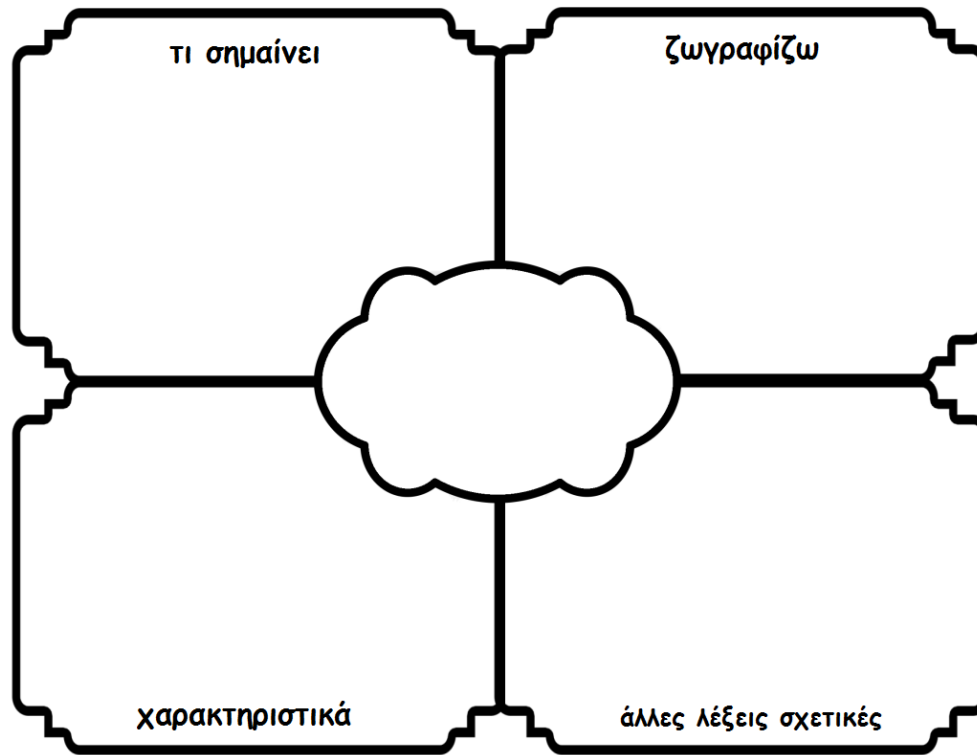 τι σημαίνει
ζωγραφίζω
χαρακτηριστικά
άλλες λέξεις σχετικές